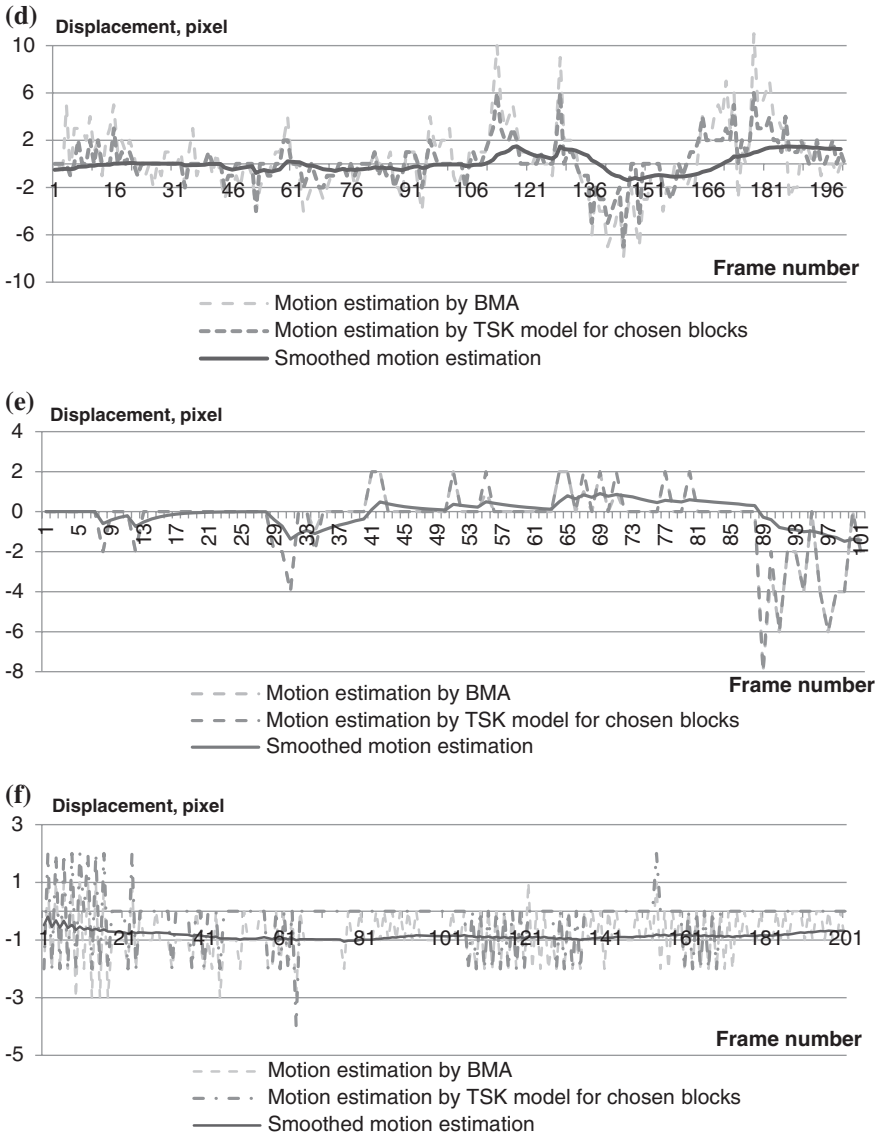 (d)
Displacement, pixel
10
6
2
-2
-6
-10
1 16 31 46 61 76 91 106 121 136 151 166 181 196
Frame number
Motion estimation by BMA
Motion estimation by TSK model for chosen blocks
Smoothed motion estimation
(e)
Displacement, pixel
4
2
0
-2
-4
-6
-8
1 5 9 13 17 21 25 29 33 37 41 45 49 53 57 61 65 69 73 77 81 85 89 93 97 101
Frame number
Motion estimation by BMA
Motion estimation by TSK model for chosen blocks
Smoothed motion estimation
(f)
Displacement, pixel
3
1
-1
-3
-5
1 21 41 61 81 101 121 141 161 181 201
Frame number
Motion estimation by BMA
Motion estimation by TSK model for chosen blocks
Smoothed motion estimation